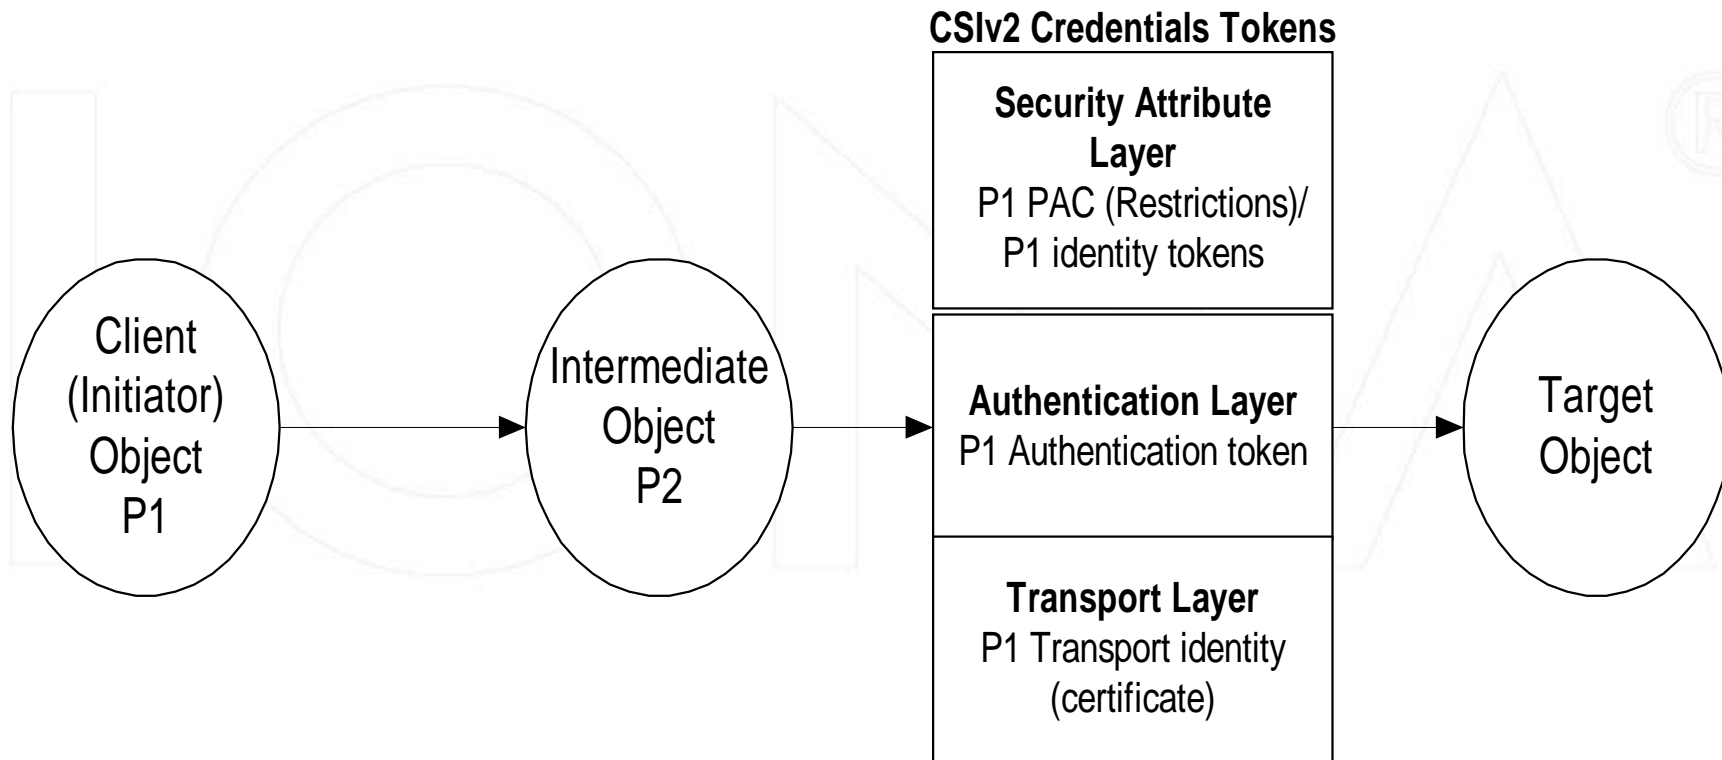 CSIv2 Credentials Tokens
Security Attribute
Layer
P1 PAC (Restrictions)/
P1 identity tokens
Client
(Initiator)
Object
P1
Intermediate
Object
P2
Authentication Layer
P1 Authentication token
Target
Object
Transport Layer
P1 Transport identity
(certificate)
IONA
®